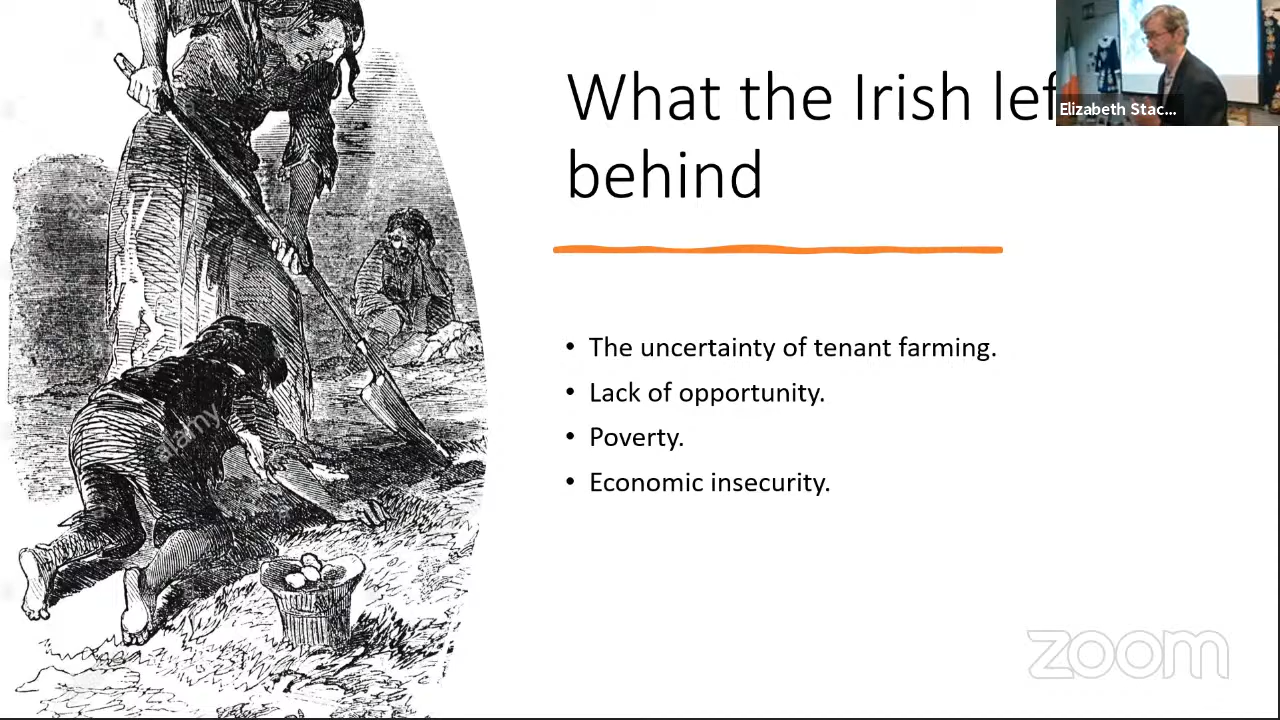 What the Irish lef
behind
Elizabeth Stac...
• The uncertainty of tenant farming.
• Lack of opportunity.
• Poverty.
• Economic insecurity.
alamy
zoom